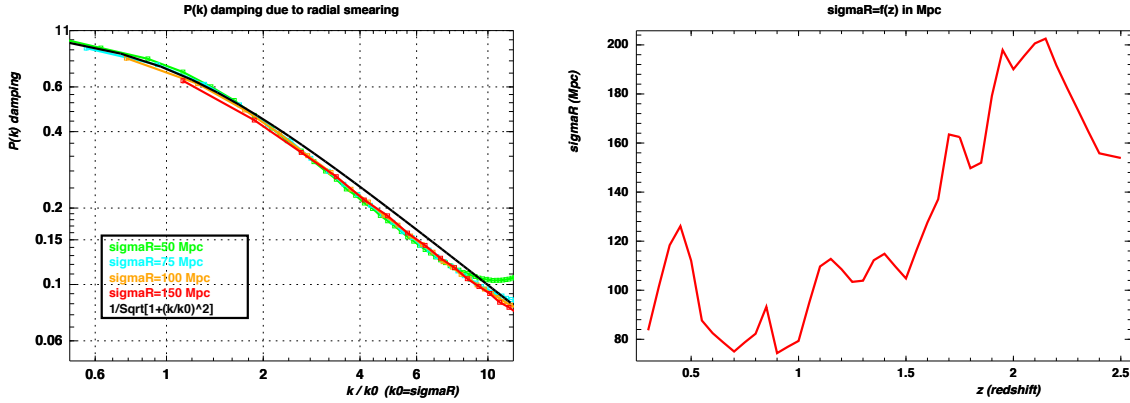 P(k) damping due to radial smearing
P(k) damping
11
0.6
0.4
0.2
0.15
0.1
0.06
sigmaR=50 Mpc
sigmaR=75 Mpc
sigmaR=100 Mpc
sigmaR=150 Mpc
1/Sqrt[1+(k/k0)^2]
0.6
1
2
4
6
10
k / k0 (k0=sigmaR)
sigmaR=f(z) in Mpc
sigmaR (Mpc)
200
180
160
140
120
100
80
0.5
1
1.5
2
2.5
z (redshift)